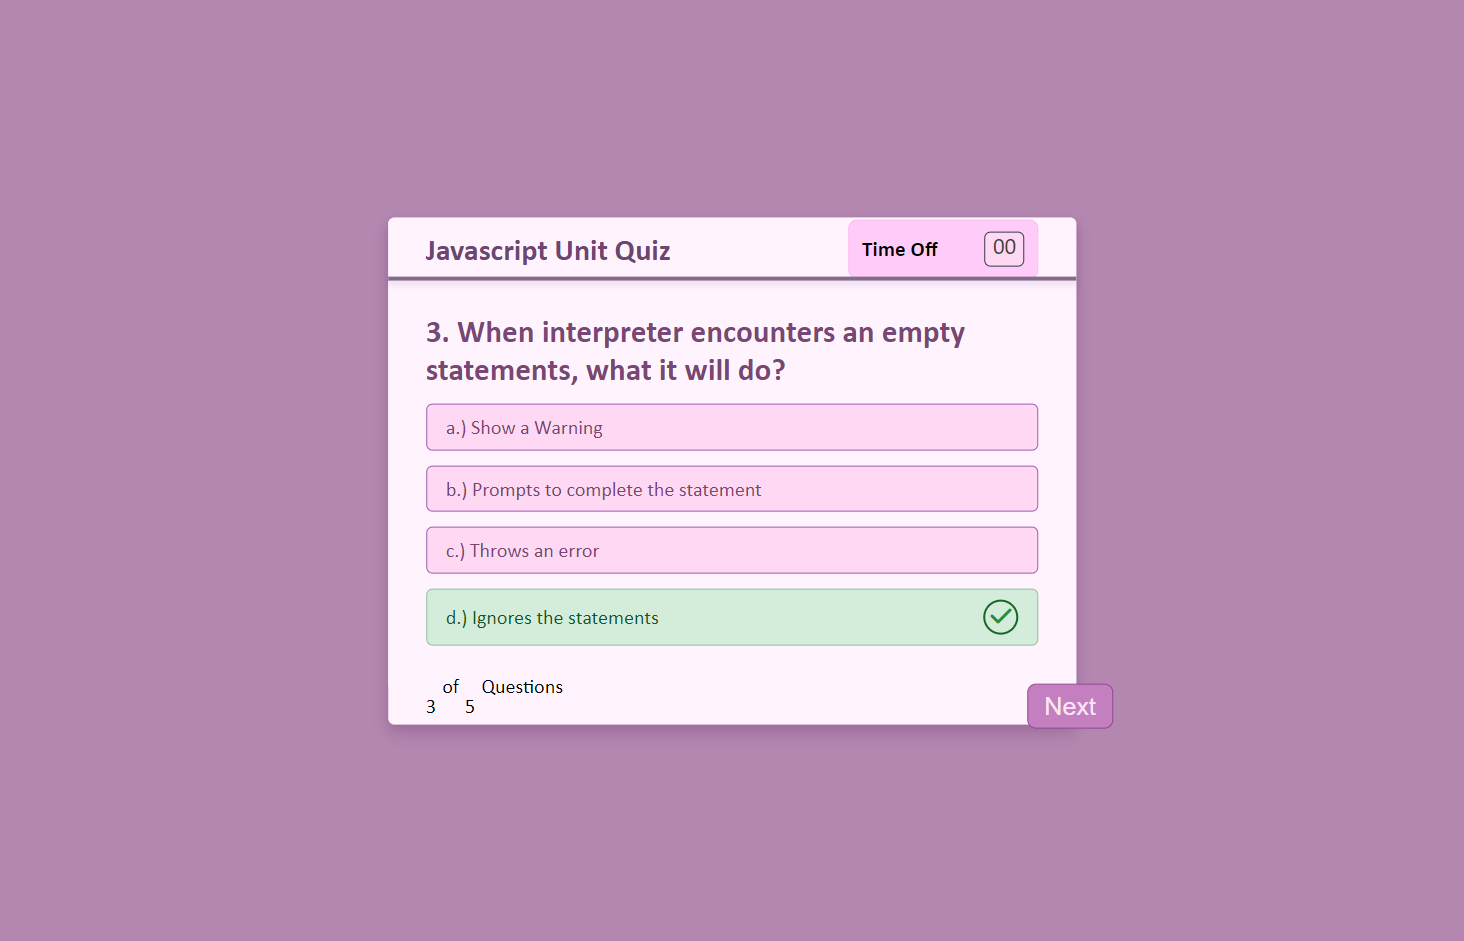 Javascript Unit Quiz
Time Off 00
3. When interpreter encounters an empty
statements, what it will do?
a.) Show a Warning
b.) Prompts to complete the statement
c.) Throws an error
d.) Ignores the statements
3 of 5 Questions
Next